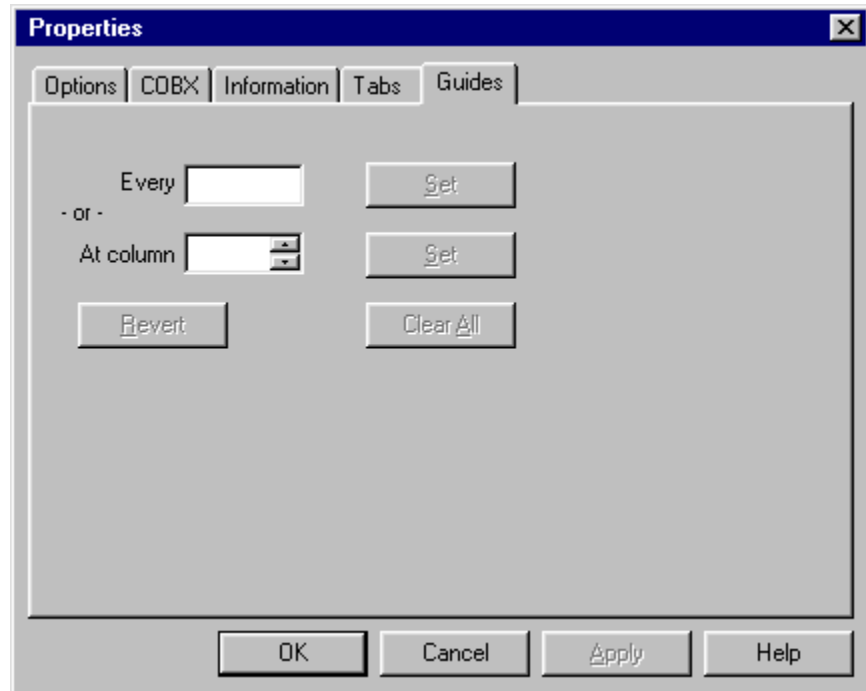 Properties
Options COBX Information Tabs Guides
Every Set
- or -
At column Set
Revert Clear All
OK Cancel Apply Help